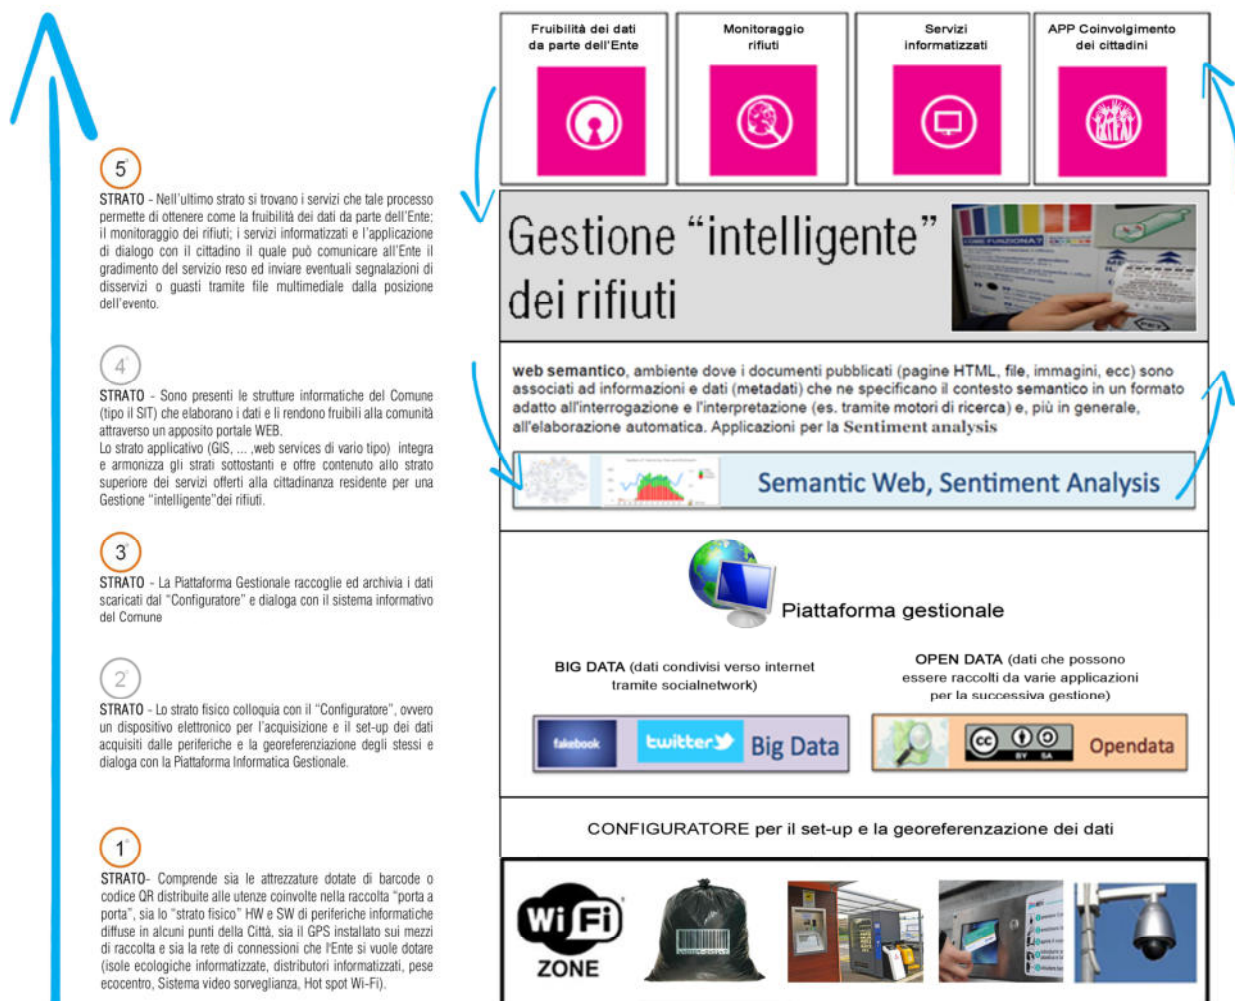 Fruibilità dei dati
da parte dell'Ente
Monitoraggio
rifiuti
Servizi
informatizzati
APP Coinvolgimento
dei cittadini
5°
STRATO - Nell'ultimo strato si trovano i servizi che tale processo
permette di ottenere come la fruibilità dei dati da parte dell'Ente;
il monitoraggio dei rifiuti; i servizi informatizzati e l'applicazione
di dialogo con il cittadino il quale può comunicare all'Ente il
gradimento del servizio reso ed inviare eventuali segnalazioni di
disservizi o guasti tramite file multimediale dalla posizione
dell'evento.
Gestione "intelligente"
dei rifiuti
COME FUNZIONA?
4°
STRATO - Sono presenti le strutture informatiche del Comune
(tipo il SIT) che elaborano i dati e li rendono fruibili alla comunità
attraverso un apposito portale WEB.
Lo strato applicativo (GIS, ... ,web services di vario tipo) integra
e armonizza gli strati sottostanti e offre contenuto allo strato
superiore dei servizi offerti alla cittadinanza residente per una
Gestione "intelligente"dei rifiuti.
web semantico, ambiente dove i documenti pubblicati (pagine HTML, file, immagini, ecc) sono
associati ad informazioni e dati (metadati) che ne specificano il contesto semantico in un formato
adatto all'interrogazione e l'interpretazione (es. tramite motori di ricerca) e, più in generale,
all'elaborazione automatica. Applicazioni per la Sentiment analysis
Semantic Web, Sentiment Analysis
3°
STRATO - La Piattaforma Gestionale raccoglie ed archivia i dati
scaricati dal "Configuratore" e dialoga con il sistema informativo
del Comune
Piattaforma gestionale
2°
STRATO - Lo strato fisico colloquia con il "Configuratore", ovvero
un dispositivo elettronico per l'acquisizione e il set-up dei dati
acquisiti dalle periferiche e la georeferenziazione degli stessi e
dialoga con la Piattaforma Informatica Gestionale.
BIG DATA (dati condivisi verso internet
tramite socialnetwork)
OPEN DATA (dati che possono
essere raccolti da varie applicazioni
per la successiva gestione)
fakebook
twitter
Big Data
cc
BY SA
Opendata
CONFIGURATORE per il set-up e la georeferenzazione dei dati
1°
STRATO- Comprende sia le attrezzature dotate di barcode o
codice QR distribuite alle utenze coinvolte nella raccolta "porta a
porta", sia lo "strato fisico" HW e SW di periferiche informatiche
diffuse in alcuni punti della Città, sia il GPS installato sui mezzi
di raccolta e sia la rete di connessioni che l'Ente si vuole dotare
(isole ecologiche informatizzate, distributori informatizzati, pese
ecocentro, Sistema video sorveglianza, Hot spot Wi-Fi).
Wi Fi
ZONE